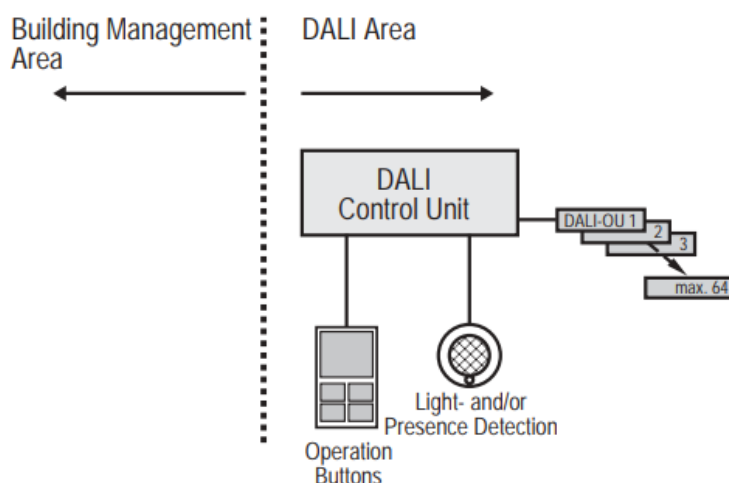 Building Management
Area
DALI Area
DALI
Control Unit
DALI-OU 1
2
3
max. 64
Light- and/or
Presence Detection
Operation
Buttons